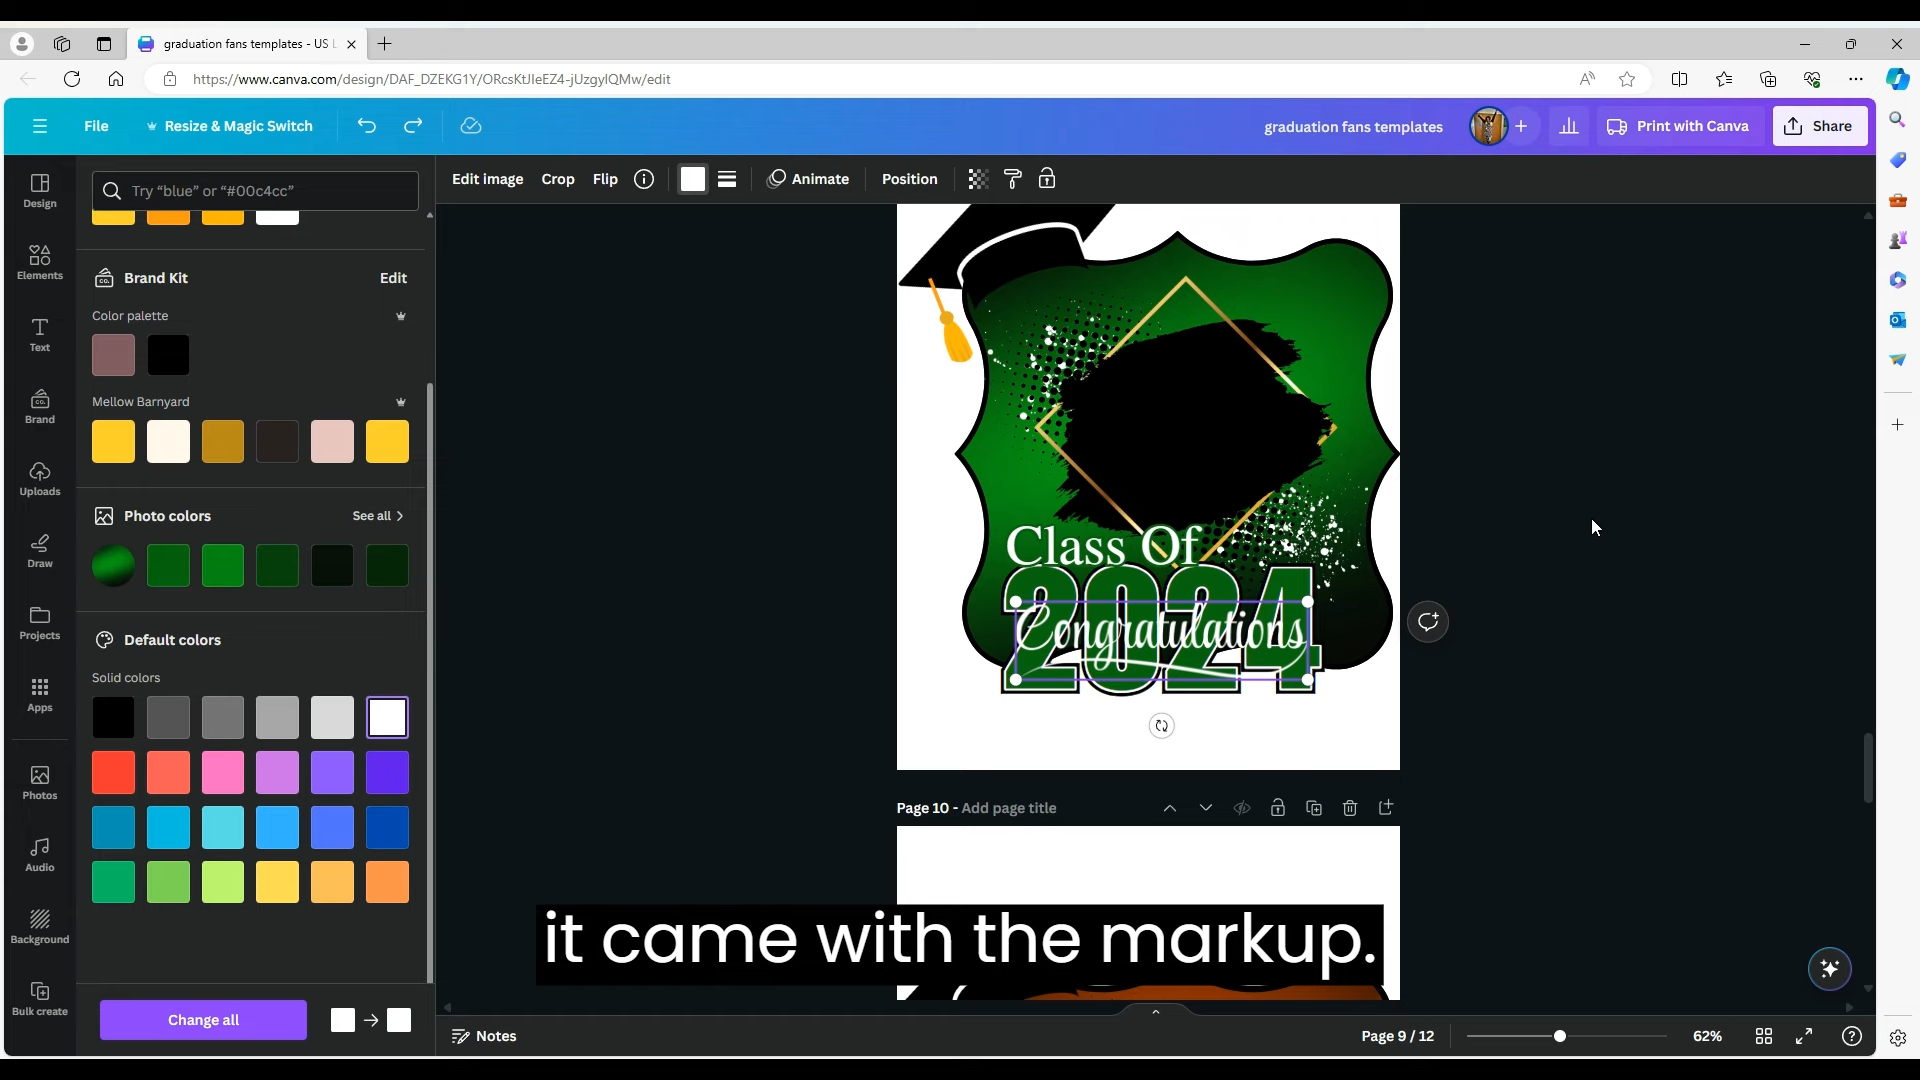 graduation fans templates - US L
https://www.canva.com/design/DAF_DZEKG1Y/ORcsKtJleEZ4-jUzgylQMw/edit
File
Resize & Magic Switch
graduation fans templates
Print with Canva
Share
Design
Elements
Text
Brand
Uploads
Draw
Projects
Apps
Photos
Audio
Background
Bulk create
Try “blue” or “#00c4cc”
Brand Kit
Edit
Color palette
Mellow Barnyard
Photo colors
See all
Default colors
Solid colors
Change all
Edit image
Crop
Flip
Animate
Position
Class Of
2024
Congratulations
Page 10 - Add page title
it came with the markup.
Notes
Page 9 / 12
62%